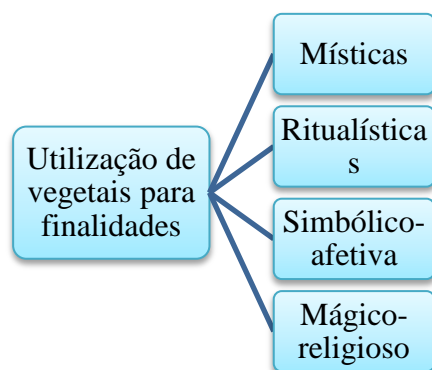 Utilização de
vegetais para
finalidades
Místicas
Ritualística
s
Simbólico-
afetiva
Mágico-
religioso